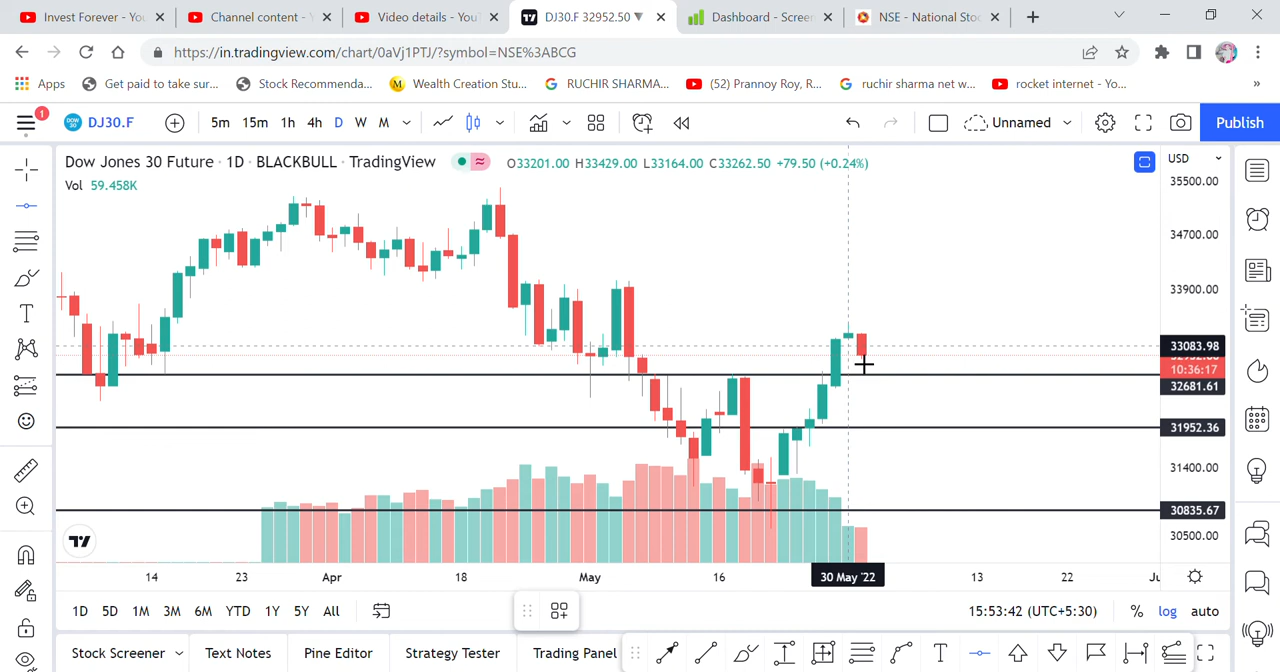 Invest Forever - You
Channel content - Y
Video details - YouT
DJ30.F 32952.50 ▼
Dashboard - Screen
NSE - National Stoc
https://in.tradingview.com/chart/0aVj1PTJ/?symbol=NSE%3ABCG
Apps
Get paid to take sur...
Stock Recommenda...
M Wealth Creation Stu...
RUCHIR SHARMA...
(52) Prannoy Roy, R...
ruchir sharma net w...
rocket internet - Yo...
»
1
DJ30.F
5m 15m 1h 4h D W M
Unnamed
Publish
Dow Jones 30 Future · 1D · BLACKBULL · TradingView
O33201.00 H33429.00 L33164.00 C33262.50 +79.50 (+0.24%)
USD
Vol 59.458K
35500.00
34700.00
33900.00
33083.98
10:36:17
32681.61
31952.36
31400.00
30835.67
30500.00
14 23 Apr 18 May 16 30 May '22 13 22
1D 5D 1M 3M 6M YTD 1Y 5Y All
15:53:42 (UTC+5:30) % log auto
Stock Screener Text Notes Pine Editor Strategy Tester Trading Panel